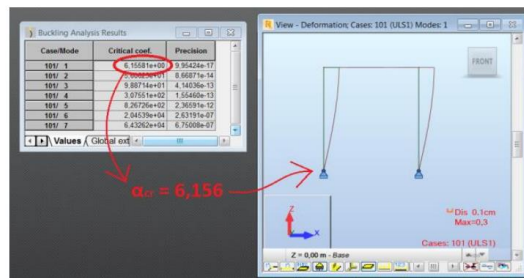 Buckling Analysis Results
Case/Mode Critical coef. Precision
101/ 1 6,15581e+00 9,95424e-17
101/ 2 8,66871e-14
101/ 3 9,88714e+01 4,14036e-13
101/ 4 3,07551e+02 1,55460e-13
101/ 5 8,26726e+02 2,36591e-12
101/ 6 2,04539e+04 2,63191e-07
101/ 7 6,43262e+04 6,75008e-07
Values Global ext
αcr = 6,156
View - Deformation; Cases: 101 (ULS1) Modes: 1
FRONT
Z
X
Dis 0,1cm
Max=0,3
Cases: 101 (ULS1)
Z = 0,00 m - Base